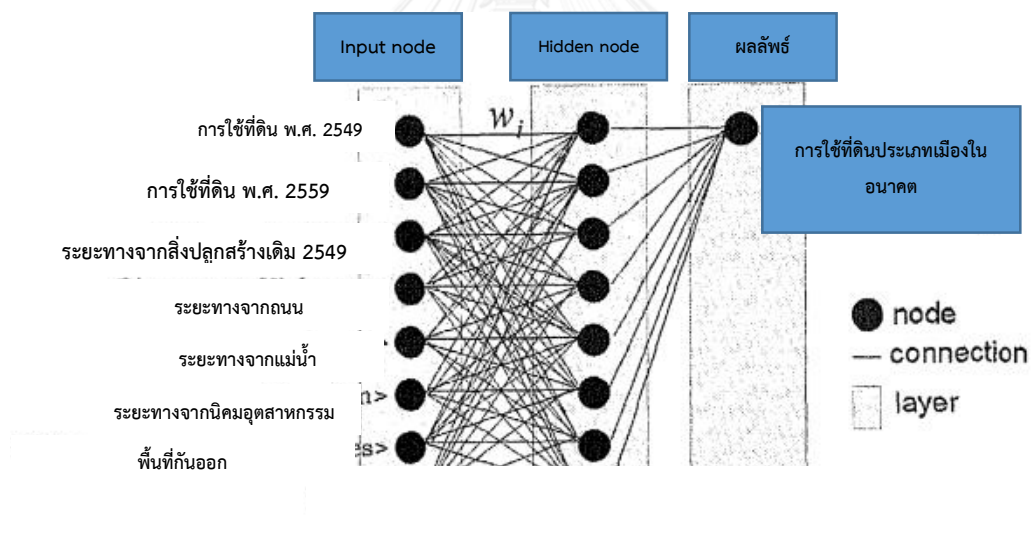 Input node
Hidden node
ผลลัพธ์
การใช้ที่ดิน พ.ศ. 2549
w i
การใช้ที่ดินประเภทเมืองใน
อนาคต
การใช้ที่ดิน พ.ศ. 2559
ระยะทางจากสิ่งปลูกสร้างเดิม 2549
ระยะทางจากถนน
ระยะทางจากแม่น้ำ
ระยะทางจากนิคมอุตสาหกรรม
พื้นที่กันออก
node
connection
layer